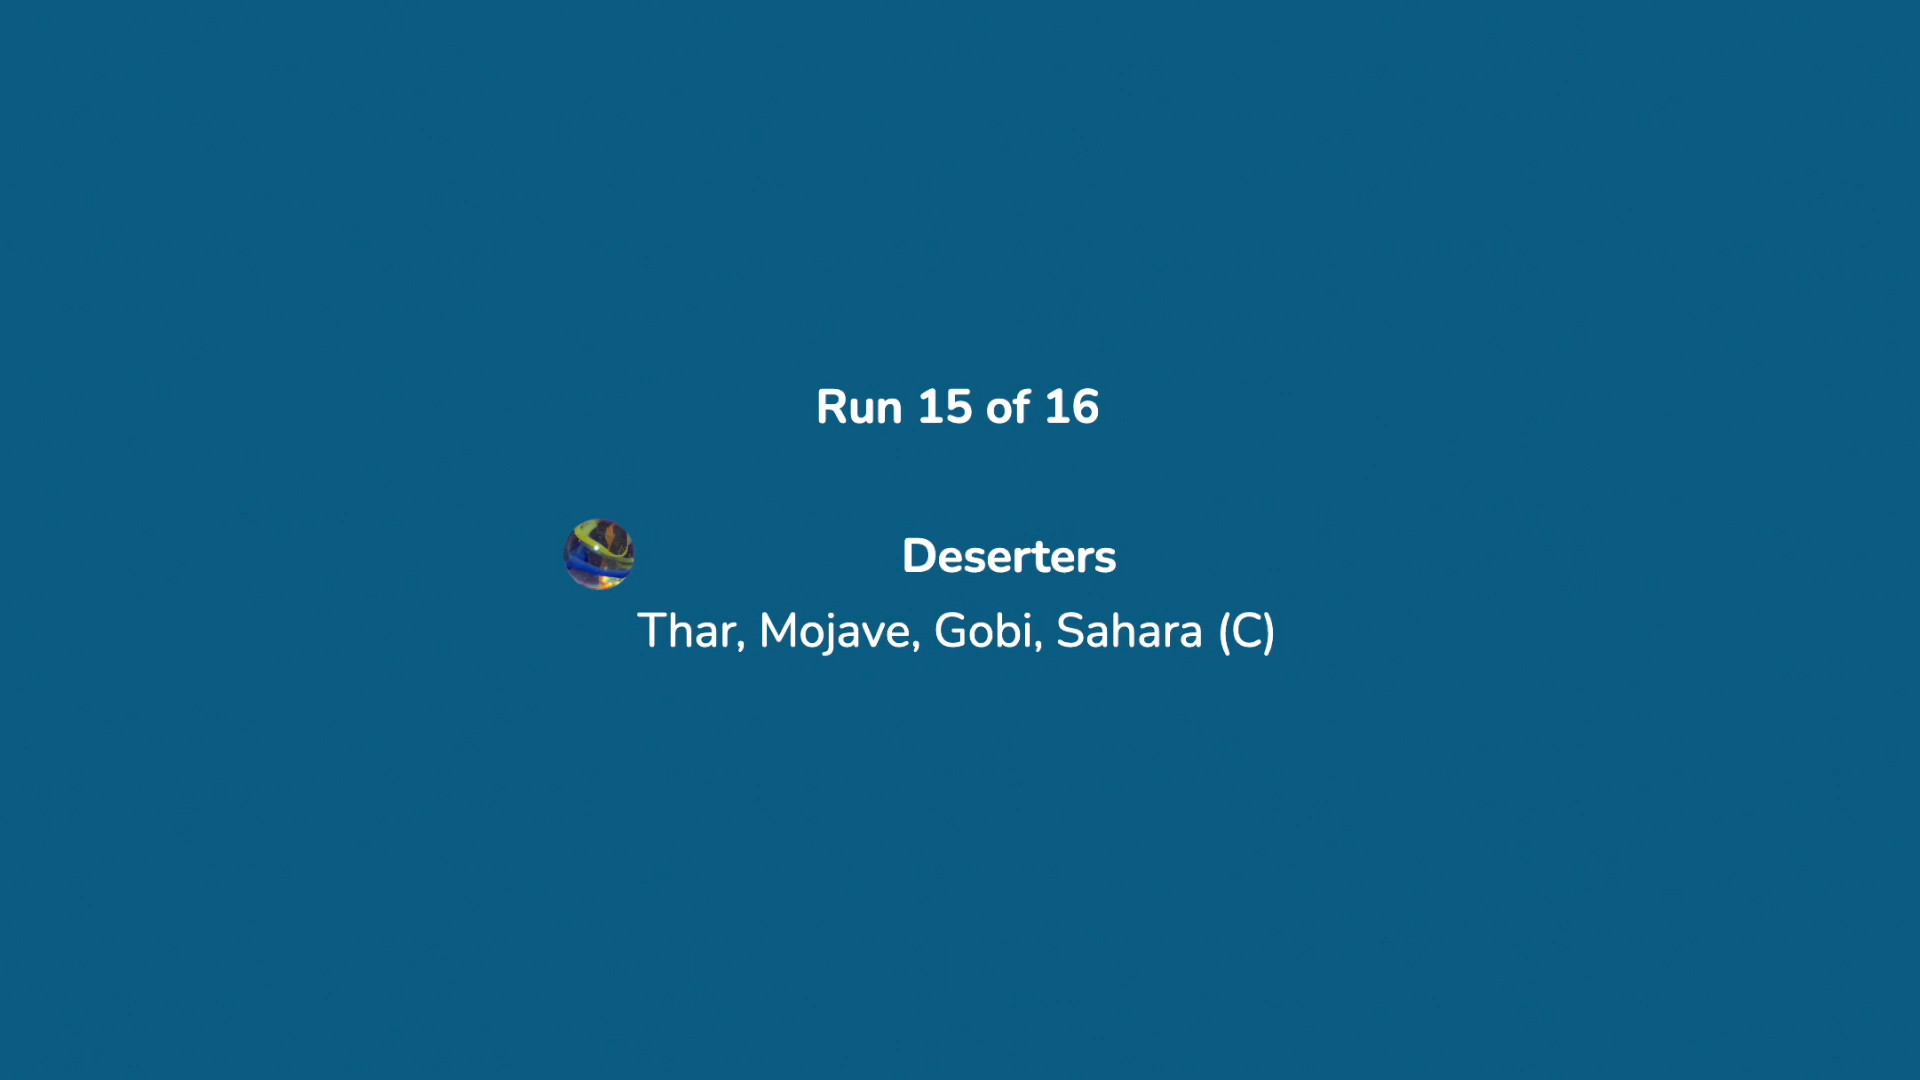 Run 15 of 16
Deserters
Thar, Mojave, Gobi, Sahara (C)